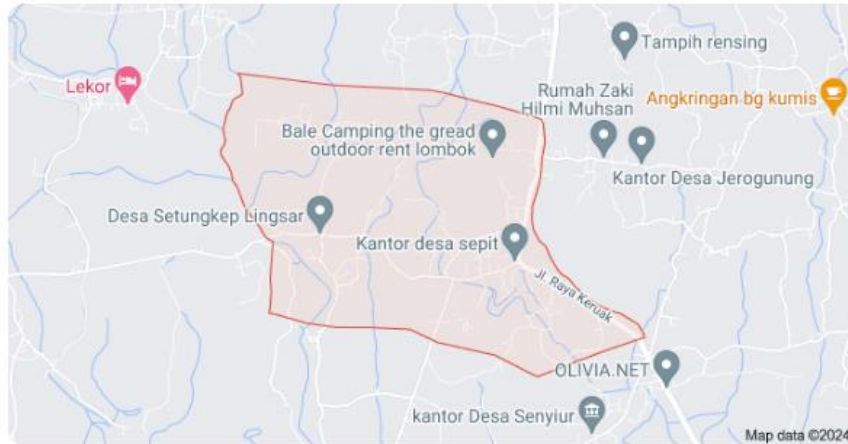 Tampih rensing
Lekor
Rumah Zaki
Hilmi Muhsan
Angkringan bg kumis
Bale Camping the gread
outdoor rent lombok
Kantor Desa Jerogunung
Desa Setungkep Lingsar
Kantor desa sepit
Jl. Raya Keruak
OLIVIA.NET
kantor Desa Senyiur
Map data ©2024